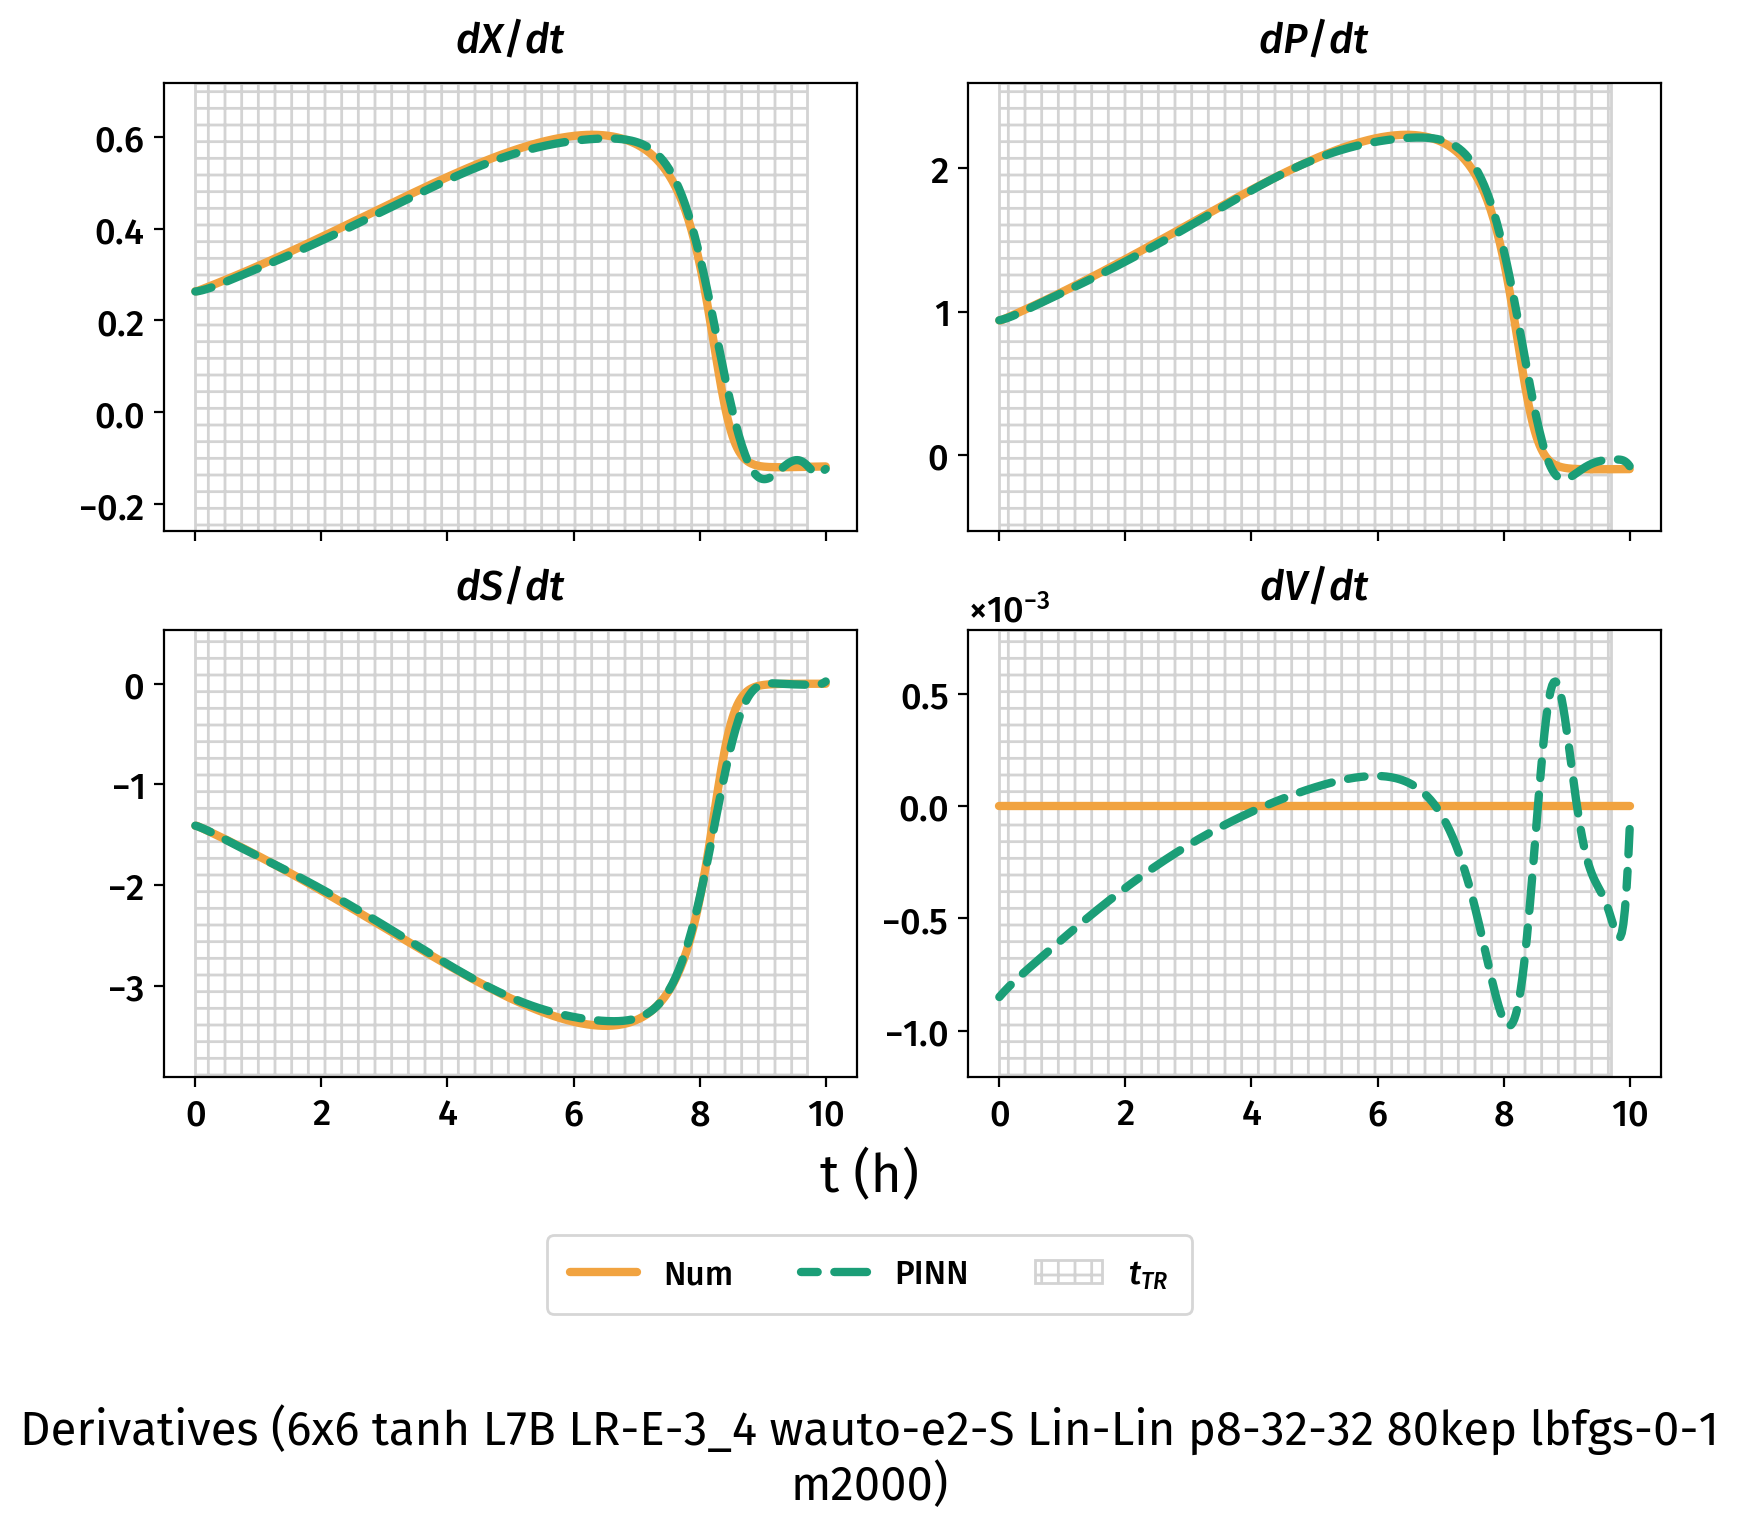 dX/dt
dP/dt
0.6
0.4
0.2
0.0
−0.2
2
1
0
dS/dt
dV/dt
×10⁻³
0
−1
−2
−3
0.5
0.0
−0.5
−1.0
0 2 4 6 8 10
0 2 4 6 8 10
t (h)
Num PINN t_TR
Derivatives (6x6 tanh L7B LR-E-3_4 wauto-e2-S Lin-Lin p8-32-32 80kep lbfgs-0-1
m2000)